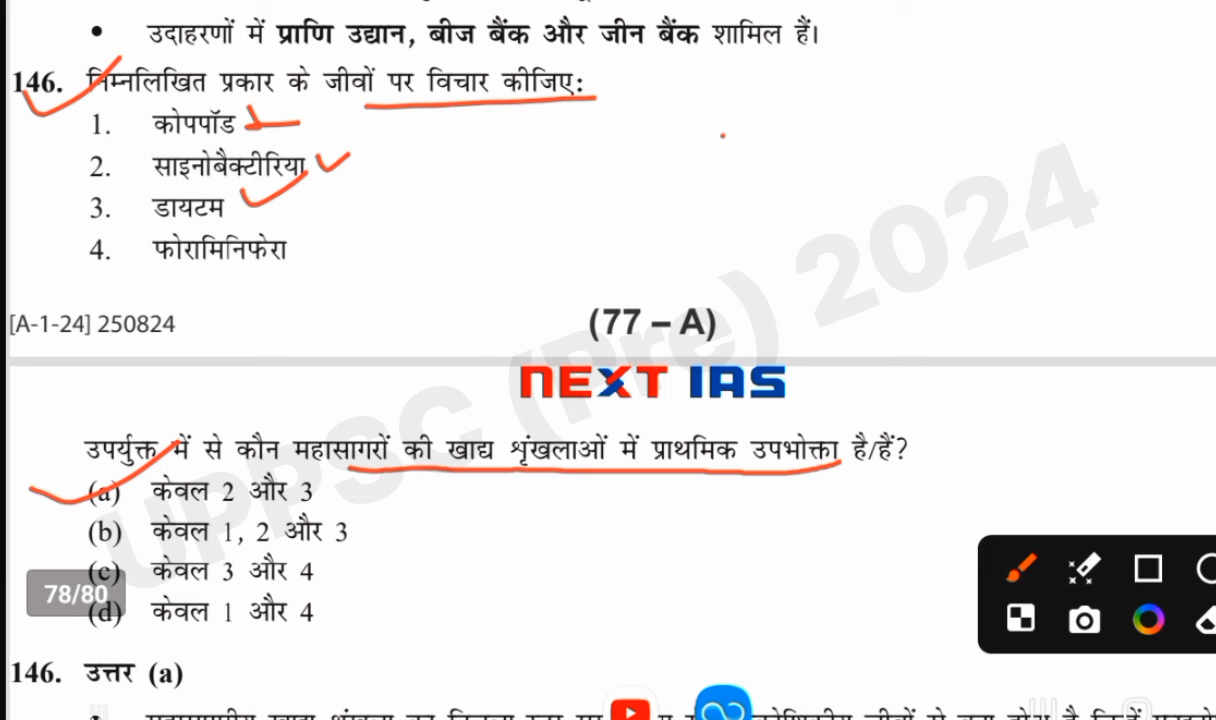 • उदाहरणों में प्राणि उद्यान, बीज बैंक और जीन बैंक शामिल हैं।
146. निम्नलिखित प्रकार के जीवों पर विचार कीजिए:
1. कोपपॉड
2. साइनोबैक्टीरिया
3. डायटम
4. फोरामिनिफेरा
[A-1-24] 250824 (77 – A)
NEXT IAS
उपर्युक्त में से कौन महासागरों की खाद्य शृंखलाओं में प्राथमिक उपभोक्ता है/हैं?
(a) केवल 2 और 3
(b) केवल 1, 2 और 3
(c) केवल 3 और 4
78/80
(d) केवल 1 और 4
146. उत्तर (a)
UPPSC (Pre) 2024